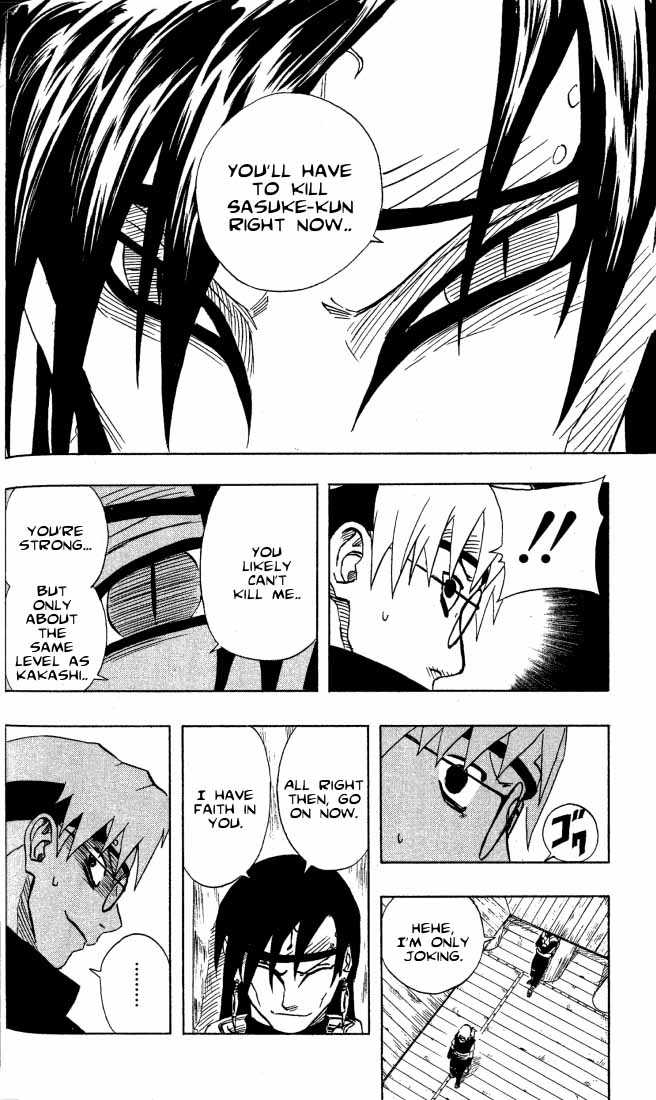 YOU'LL HAVE
TO KILL
SASUKE-KUN
RIGHT NOW..
!!
YOU
LIKELY
CAN'T
KILL ME..
YOU'RE
STRONG...
BUT
ONLY
ABOUT
THE
SAME
LEVEL AS
KAKASHI..
ゴク
HEHE,
I'M ONLY
JOKING.
ALL RIGHT
THEN, GO
ON NOW.
I HAVE
FAITH IN
YOU.
........